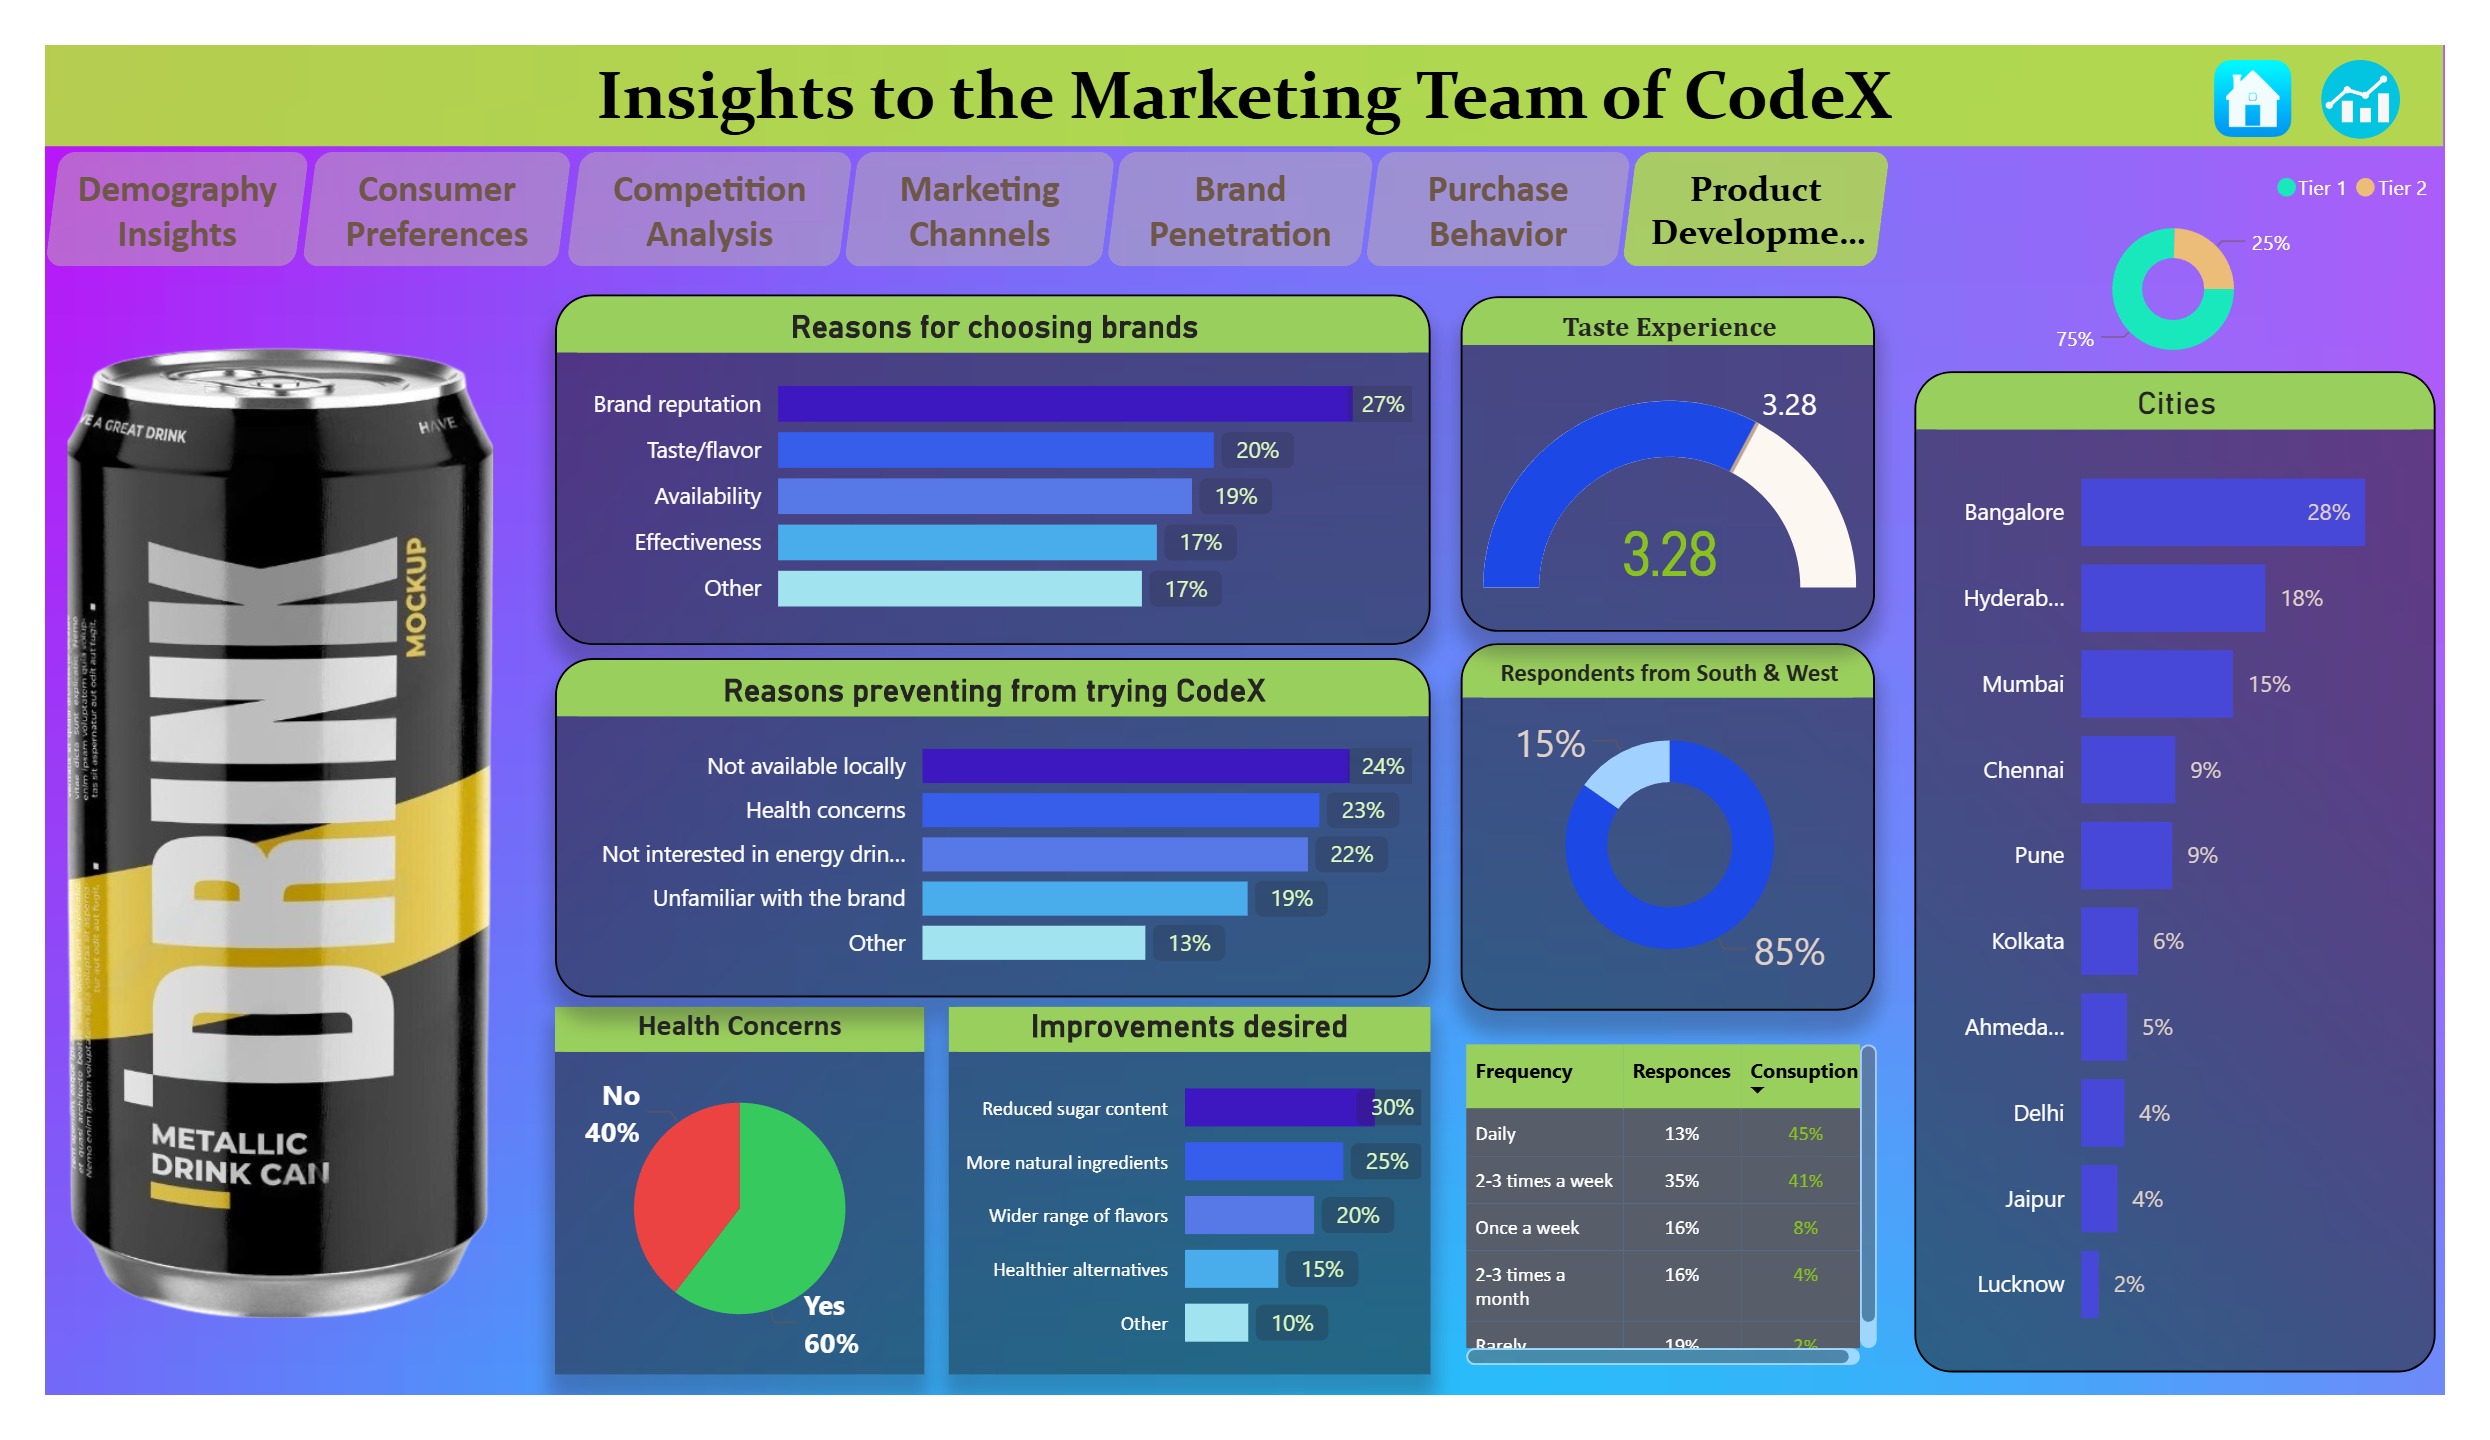 Insights to the Marketing Team of CodeX
Demography
Insights
Consumer
Preferences
Competition
Analysis
Marketing
Channels
Brand
Penetration
Purchase
Behavior
Product
Developme...
Tier 1
Tier 2
25%
75%
VE A GREAT DRINK
HAVE
DRINK
MOCKUP
METALLIC
DRINK CAN
Reasons for choosing brands
Brand reputation 27%
Taste/flavor 20%
Availability 19%
Effectiveness 17%
Other 17%
Taste Experience
3.28
3.28
Reasons preventing from trying CodeX
Not available locally 24%
Health concerns 23%
Not interested in energy drin... 22%
Unfamiliar with the brand 19%
Other 13%
Respondents from South & West
15%
85%
Health Concerns
No
40%
Yes
60%
Improvements desired
Reduced sugar content 30%
More natural ingredients 25%
Wider range of flavors 20%
Healthier alternatives 15%
Other 10%
Frequency Responces Consuption
Daily 13% 45%
2-3 times a week 35% 41%
Once a week 16% 8%
2-3 times a
month 16% 4%
Rarely 19% 2%
Cities
Bangalore 28%
Hyderab... 18%
Mumbai 15%
Chennai 9%
Pune 9%
Kolkata 6%
Ahmeda... 5%
Delhi 4%
Jaipur 4%
Lucknow 2%